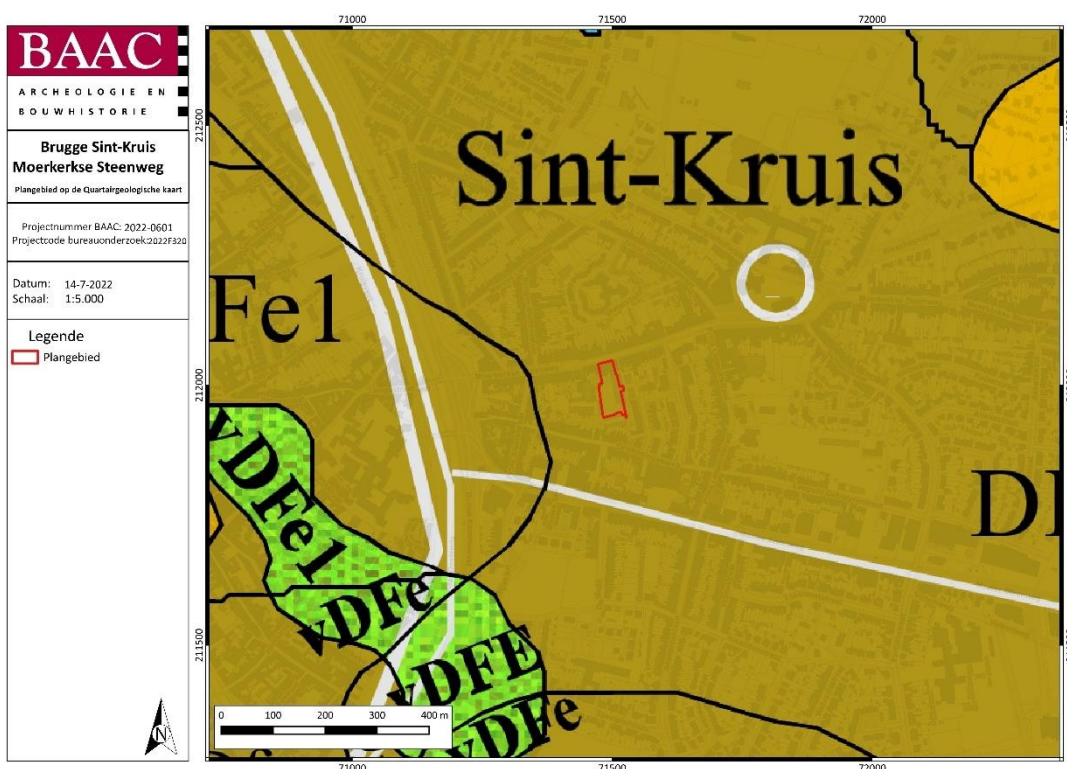 BAAC
ARCHEOLOGIE EN
BOUWHISTORIE
Brugge Sint-Kruis
Moerkerkse Steenweg
Plangebied op de Quartairgeologische kaart
Projectnummer BAAC: 2022-0601
Projectcode bureauonderzoek:2022F320
Datum: 14-7-2022
Schaal: 1:5.000
Legende
Plangebied
N
71000 71500 72000
212500
212000
211500
Sint-Kruis
Fe1
DF
vDFe1
vDFe
vDFE
vDFe
0 100 200 300 400 m
71000 71500 72000